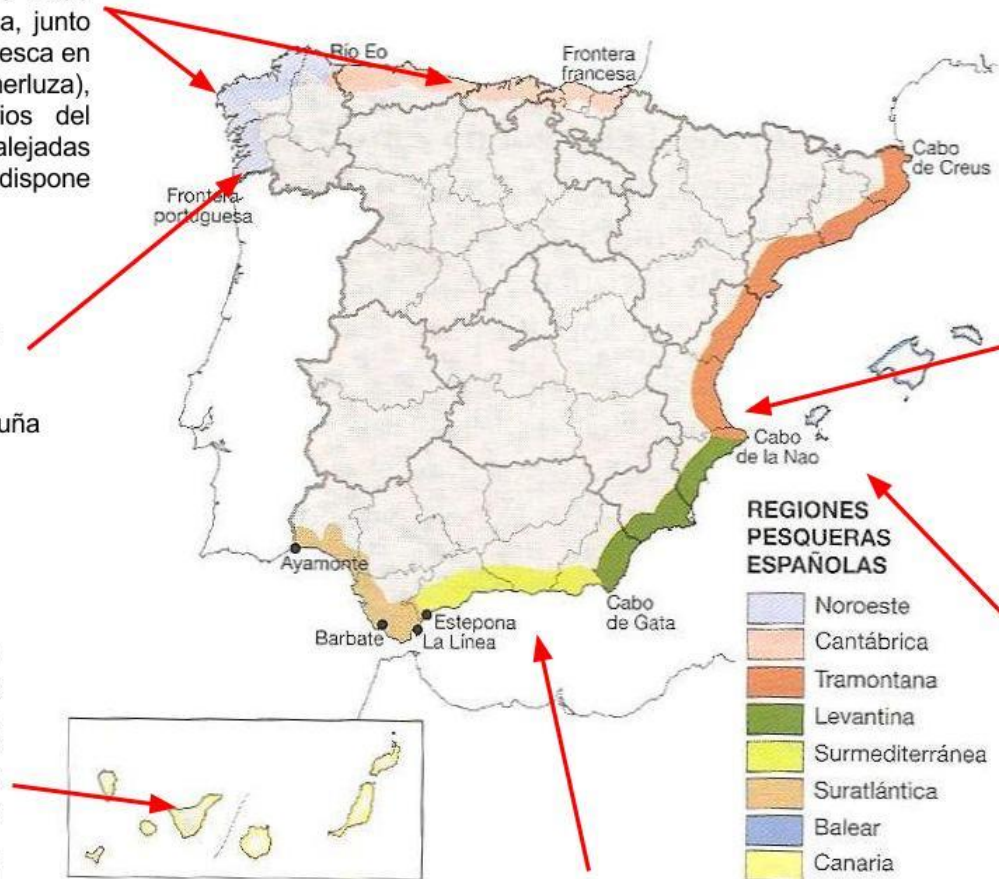 a, junto
esca en
nerluza),
ios del
alejadas
dispone
Río Eo
Frontera
francesa
Cabo
de Creus
Frontera
portuguesa
uña
Cabo
de la Nao
Ayamonte
Barbate
Estepona
La Línea
Cabo
de Gata
REGIONES
PESQUERAS
ESPAÑOLAS
Noroeste
Cantábrica
Tramontana
Levantina
Surmediterránea
Suratlántica
Balear
Canaria